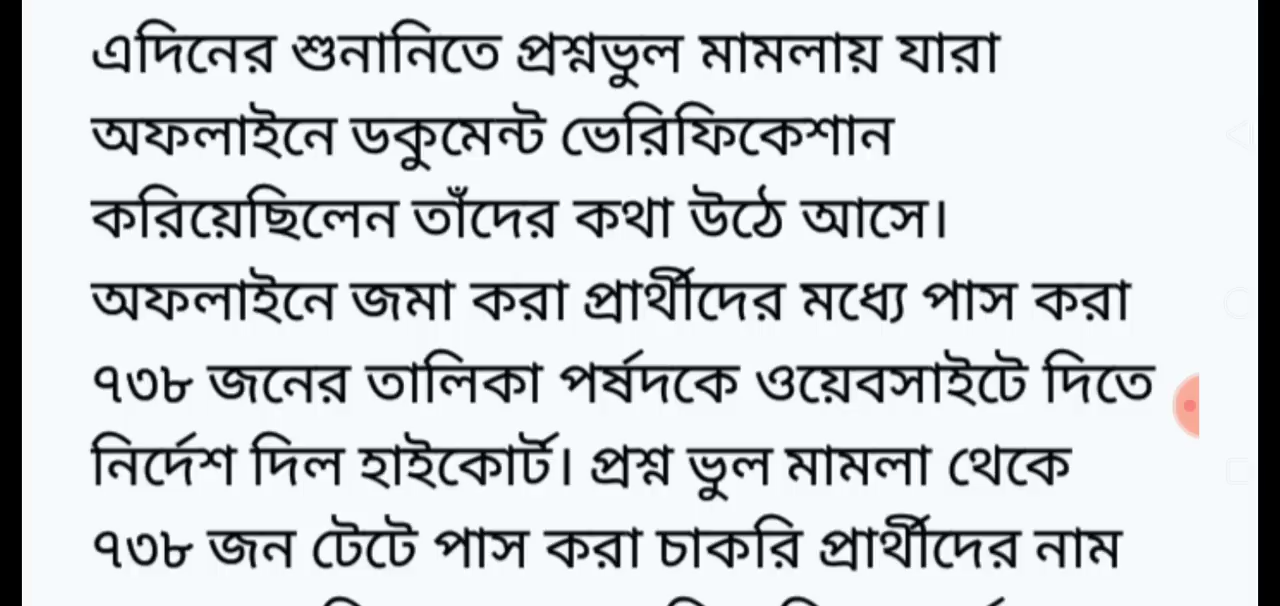 এদিনের শুনানিতে প্রশ্নভুল মামলায় যারা
অফলাইনে ডকুমেন্ট ভেরিফিকেশান
করিয়েছিলেন তাঁদের কথা উঠে আসে।
অফলাইনে জমা করা প্রার্থীদের মধ্যে পাস করা
৭৩৮ জনের তালিকা পর্ষদকে ওয়েবসাইটে দিতে
নির্দেশ দিল হাইকোর্ট। প্রশ্ন ভুল মামলা থেকে
৭৩৮ জন টেটে পাস করা চাকরি প্রার্থীদের নাম